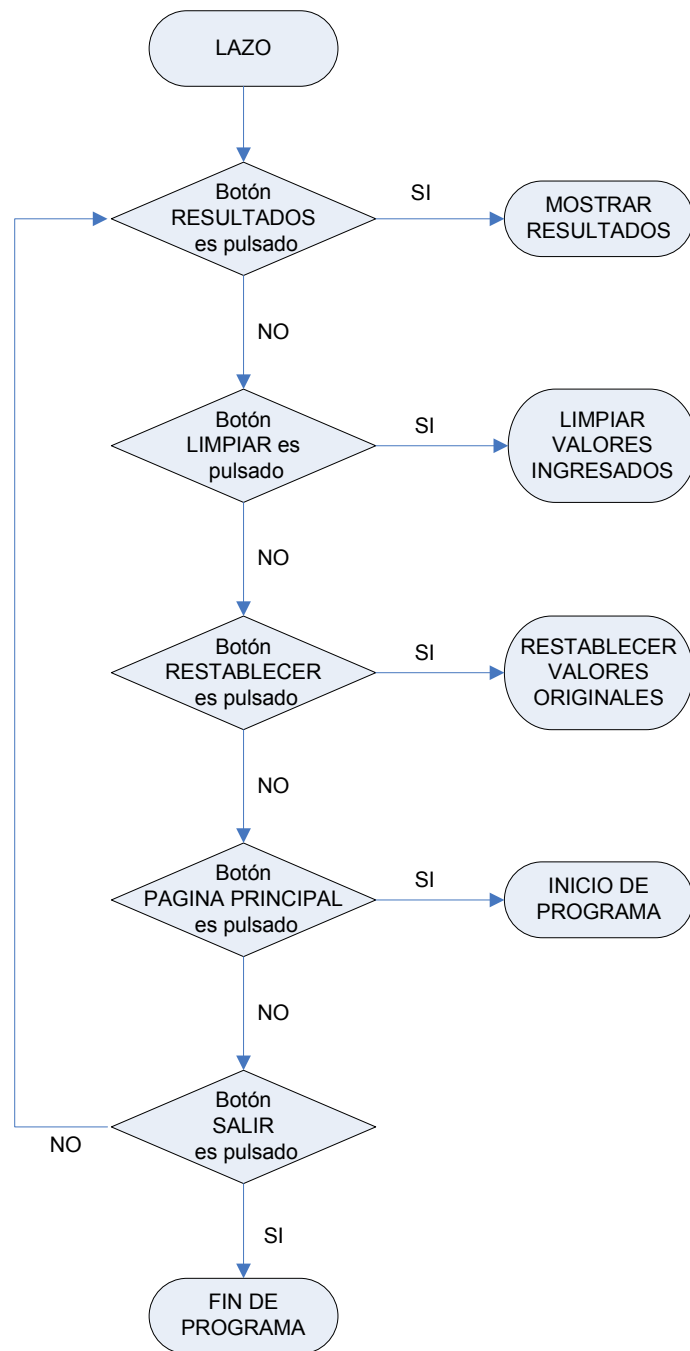 LAZO
Botón
RESULTADOS
es pulsado
SI
MOSTRAR
RESULTADOS
NO
Botón
LIMPIAR es
pulsado
SI
LIMPIAR
VALORES
INGRESADOS
NO
Botón
RESTABLECER
es pulsado
SI
RESTABLECER
VALORES
ORIGINALES
NO
Botón
PAGINA PRINCIPAL
es pulsado
SI
INICIO DE
PROGRAMA
NO
Botón
SALIR
es pulsado
NO
SI
FIN DE
PROGRAMA